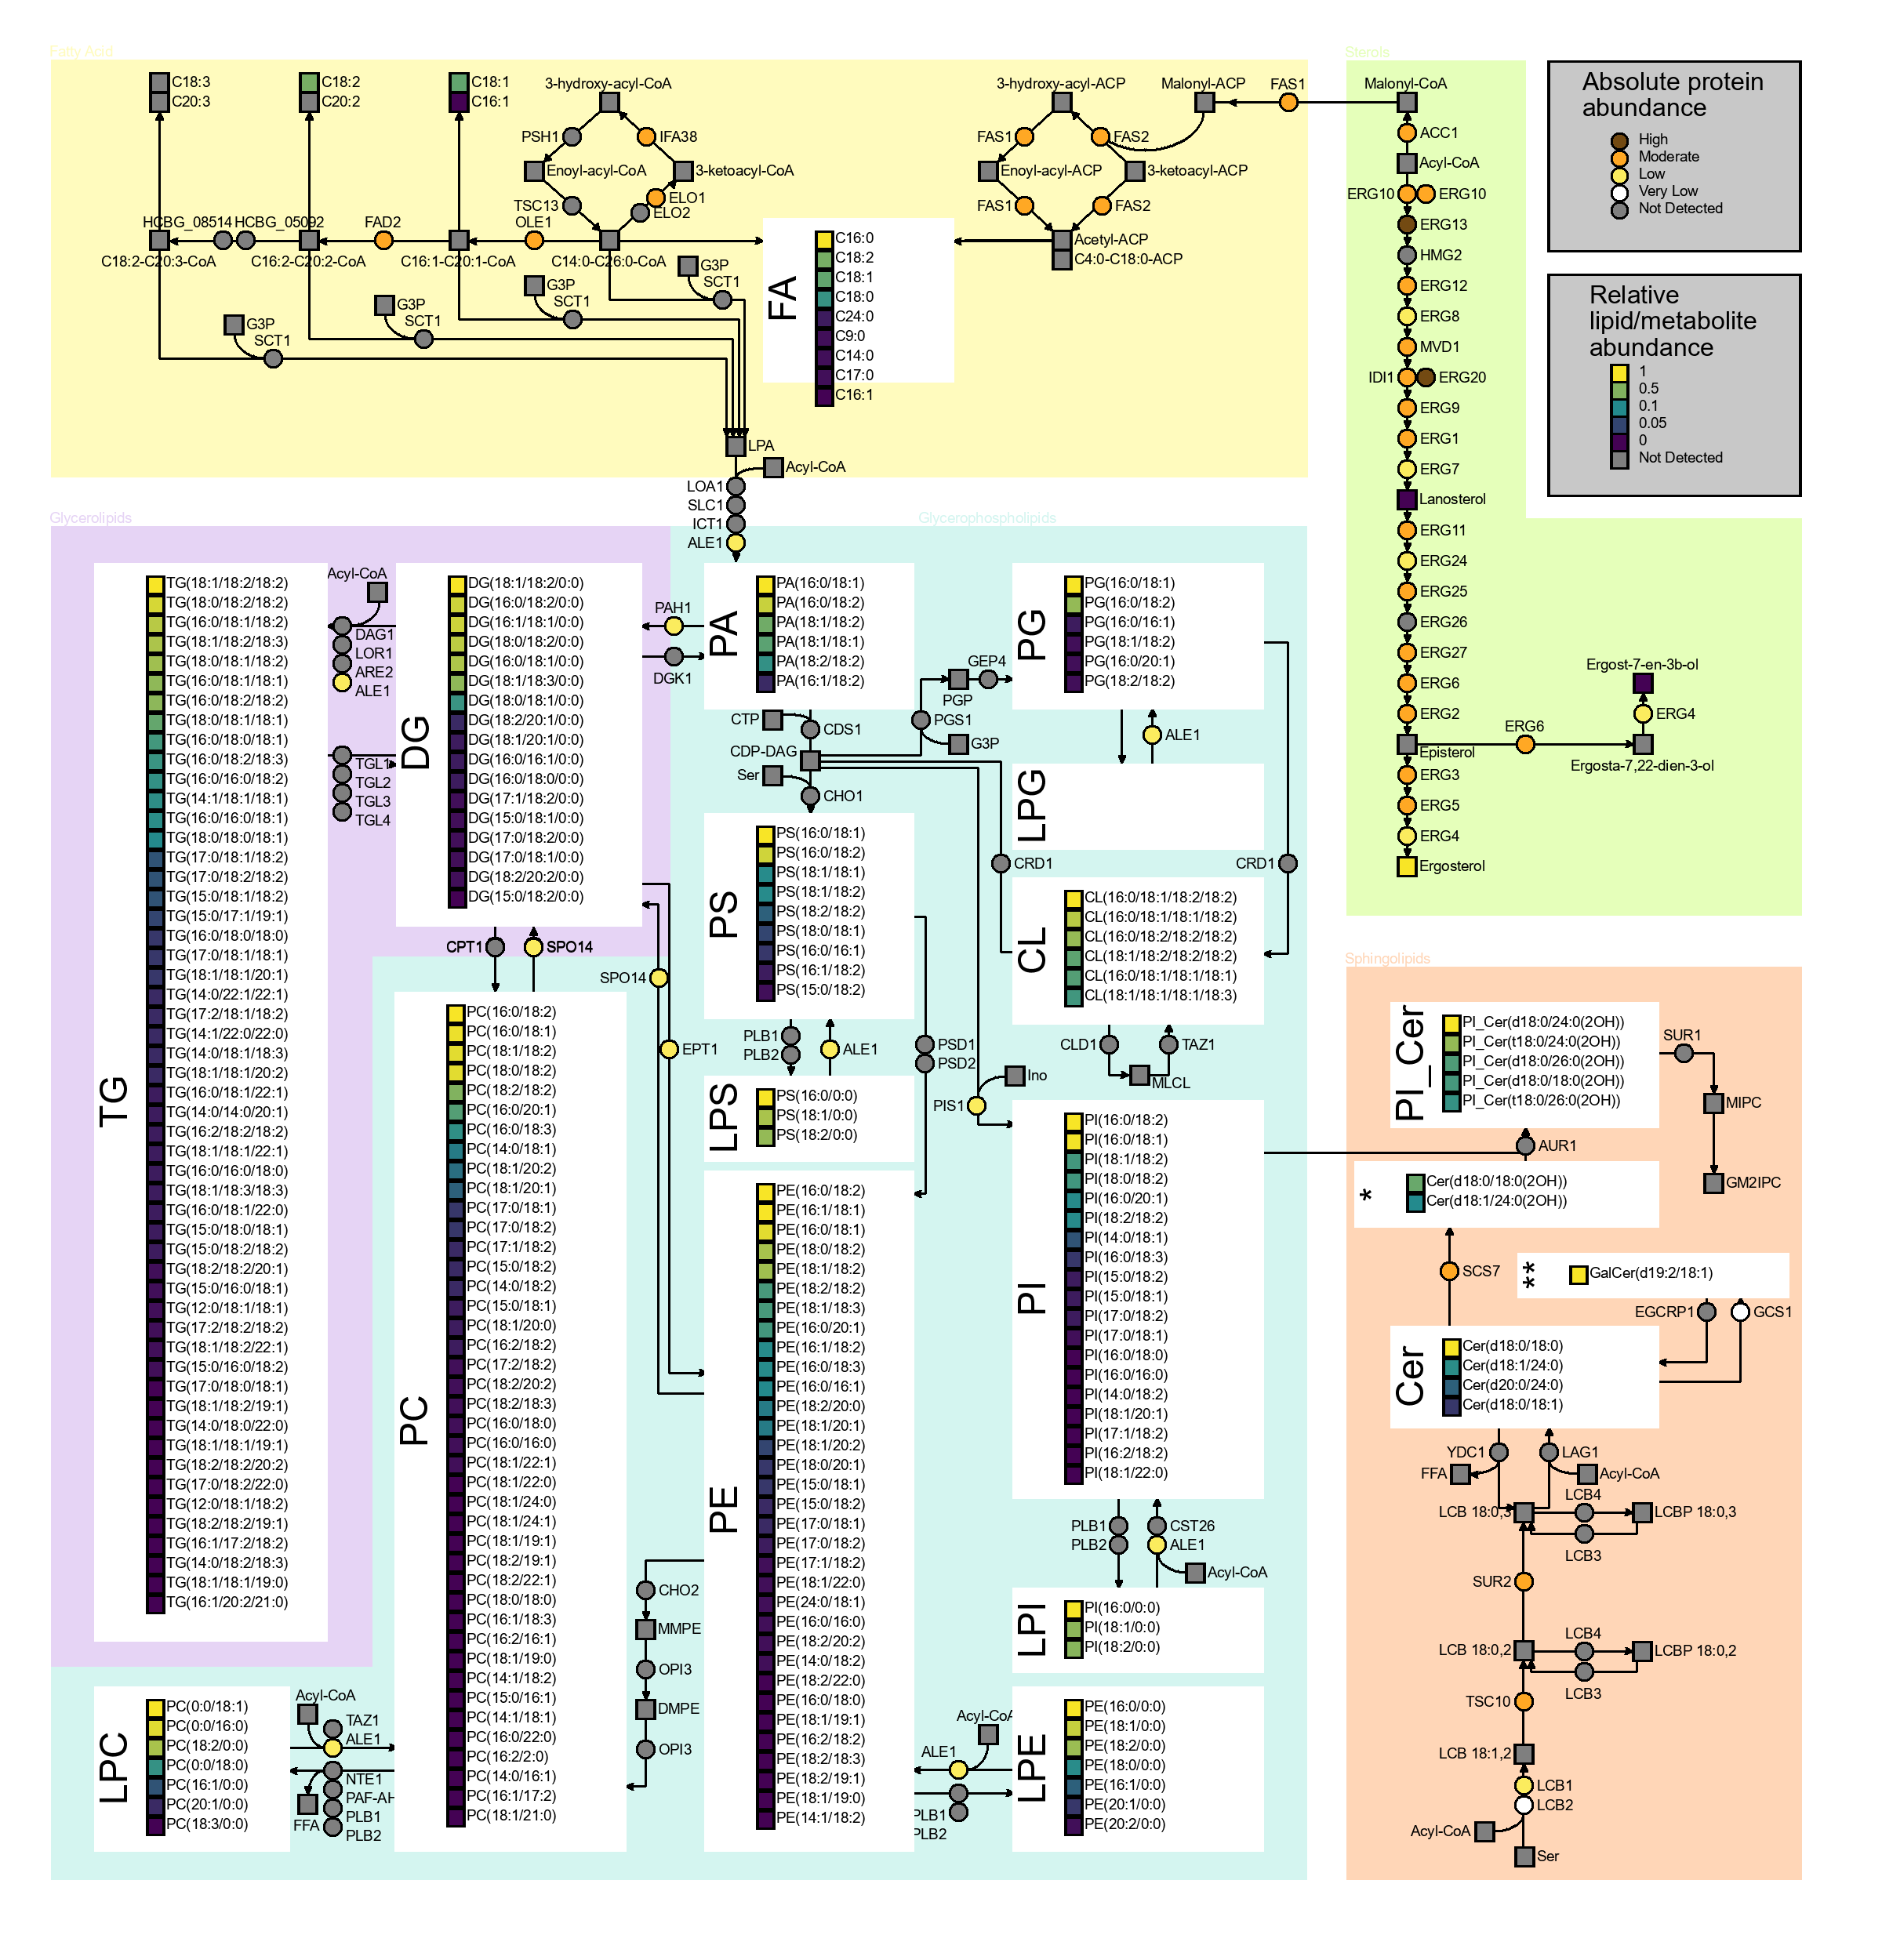 Fatty Acid
C18:3
C20:3
C18:2
C20:2
C18:1
C16:1
3-hydroxy-acyl-CoA
PSH1
IFA38
Enoyl-acyl-CoA
3-ketoacyl-CoA
TSC13
ELO1
ELO2
OLE1
HCBG_08514
HCBG_05092
FAD2
C18:2-C20:3-CoA
C16:2-C20:2-CoA
C16:1-C20:1-CoA
C14:0-C26:0-CoA
G3P
SCT1
G3P
SCT1
G3P
SCT1
G3P
SCT1
3-hydroxy-acyl-ACP
Malonyl-ACP
FAS1
FAS1
FAS2
Enoyl-acyl-ACP
3-ketoacyl-ACP
FAS1
FAS2
Acetyl-ACP
C4:0-C18:0-ACP
FA
C16:0
C18:2
C18:1
C18:0
C24:0
C9:0
C14:0
C17:0
C16:1
LPA
Acyl-CoA
LOA1
SLC1
ICT1
ALE1
Sterols
Malonyl-CoA
ACC1
Acyl-CoA
ERG10
ERG10
ERG13
HMG2
ERG12
ERG8
MVD1
IDI1
ERG20
ERG9
ERG1
ERG7
Lanosterol
ERG11
ERG24
ERG25
ERG26
ERG27
ERG6
ERG2
Episterol
ERG3
ERG5
ERG4
Ergosterol
ERG6
Ergost-7-en-3b-ol
ERG4
Ergosta-7,22-dien-3-ol
Absolute protein
abundance
High
Moderate
Low
Very Low
Not Detected
Relative
lipid/metabolite
abundance
1
0.5
0.1
0.05
0
Not Detected
Glycerolipids
TG
TG(18:1/18:2/18:2)
TG(18:0/18:2/18:2)
TG(16:0/18:1/18:2)
TG(18:1/18:2/18:3)
TG(18:0/18:1/18:2)
TG(16:0/18:1/18:1)
TG(16:0/18:2/18:2)
TG(18:0/18:1/18:1)
TG(16:0/18:0/18:1)
TG(16:0/18:2/18:3)
TG(16:0/16:0/18:2)
TG(14:1/18:1/18:1)
TG(16:0/16:0/18:1)
TG(18:0/18:0/18:1)
TG(17:0/18:1/18:2)
TG(17:0/18:2/18:2)
TG(15:0/18:1/18:2)
TG(15:0/17:1/19:1)
TG(16:0/18:0/18:0)
TG(17:0/18:1/18:1)
TG(18:1/18:1/20:1)
TG(14:0/22:1/22:1)
TG(17:2/18:1/18:2)
TG(14:1/22:0/22:0)
TG(14:0/18:1/18:3)
TG(18:1/18:1/20:2)
TG(16:0/18:1/22:1)
TG(14:0/14:0/20:1)
TG(16:2/18:2/18:2)
TG(18:1/18:1/22:1)
TG(16:0/16:0/18:0)
TG(18:1/18:3/18:3)
TG(16:0/18:1/22:0)
TG(15:0/18:0/18:1)
TG(15:0/18:2/18:2)
TG(18:2/18:2/20:1)
TG(15:0/16:0/18:1)
TG(12:0/18:1/18:1)
TG(17:2/18:2/18:2)
TG(18:1/18:2/22:1)
TG(15:0/16:0/18:2)
TG(17:0/18:0/18:1)
TG(18:1/18:2/19:1)
TG(14:0/18:0/22:0)
TG(18:1/18:1/19:1)
TG(18:2/18:2/20:2)
TG(17:0/18:2/22:0)
TG(12:0/18:1/18:2)
TG(18:2/18:2/19:1)
TG(16:1/17:2/18:2)
TG(14:0/18:2/18:3)
TG(18:1/18:1/19:0)
TG(16:1/20:2/21:0)
Acyl-CoA
DAG1
LOR1
ARE2
ALE1
TGL1
TGL2
TGL3
TGL4
DG
DG(18:1/18:2/0:0)
DG(16:0/18:2/0:0)
DG(16:1/18:1/0:0)
DG(18:0/18:2/0:0)
DG(16:0/18:1/0:0)
DG(18:1/18:3/0:0)
DG(18:0/18:1/0:0)
DG(18:2/20:1/0:0)
DG(18:1/20:1/0:0)
DG(16:0/16:1/0:0)
DG(16:0/18:0/0:0)
DG(17:1/18:2/0:0)
DG(15:0/18:1/0:0)
DG(17:0/18:2/0:0)
DG(17:0/18:1/0:0)
DG(18:2/20:2/0:0)
DG(15:0/18:2/0:0)
CPT1
SPO14
SPO14
EPT1
Glycerophospholipids
PAH1
DGK1
PA
PA(16:0/18:1)
PA(16:0/18:2)
PA(18:1/18:2)
PA(18:1/18:1)
PA(18:2/18:2)
PA(16:1/18:2)
CTP
CDS1
CDP-DAG
Ser
CHO1
PGS1
G3P
PGP
GEP4
PG
PG(16:0/18:1)
PG(16:0/18:2)
PG(16:0/16:1)
PG(18:1/18:2)
PG(16:0/20:1)
PG(18:2/18:2)
ALE1
LPG
CRD1
CRD1
CL
CL(16:0/18:1/18:2/18:2)
CL(16:0/18:1/18:1/18:2)
CL(16:0/18:2/18:2/18:2)
CL(18:1/18:2/18:2/18:2)
CL(16:0/18:1/18:1/18:1)
CL(18:1/18:1/18:1/18:3)
CLD1
TAZ1
MLCL
PS
PS(16:0/18:1)
PS(16:0/18:2)
PS(18:1/18:1)
PS(18:1/18:2)
PS(18:2/18:2)
PS(18:0/18:1)
PS(16:0/16:1)
PS(16:1/18:2)
PS(15:0/18:2)
PLB1
PLB2
ALE1
PSD1
PSD2
LPS
PS(16:0/0:0)
PS(18:1/0:0)
PS(18:2/0:0)
Ino
PIS1
PC
PC(16:0/18:2)
PC(16:0/18:1)
PC(18:1/18:2)
PC(18:0/18:2)
PC(18:2/18:2)
PC(16:0/20:1)
PC(16:0/18:3)
PC(14:0/18:1)
PC(18:1/20:2)
PC(18:1/20:1)
PC(17:0/18:1)
PC(17:0/18:2)
PC(17:1/18:2)
PC(15:0/18:2)
PC(14:0/18:2)
PC(15:0/18:1)
PC(18:1/20:0)
PC(16:2/18:2)
PC(17:2/18:2)
PC(18:2/20:2)
PC(18:2/18:3)
PC(16:0/18:0)
PC(16:0/16:0)
PC(18:1/22:1)
PC(18:1/22:0)
PC(18:1/24:0)
PC(18:1/24:1)
PC(18:1/19:1)
PC(18:2/19:1)
PC(18:2/22:1)
PC(18:0/18:0)
PC(16:1/18:3)
PC(16:2/16:1)
PC(18:1/19:0)
PC(14:1/18:2)
PC(15:0/16:1)
PC(14:1/18:1)
PC(16:0/22:0)
PC(16:2/2:0)
PC(14:0/16:1)
PC(16:1/17:2)
PC(18:1/21:0)
CHO2
MMPE
OPI3
DMPE
OPI3
PE
PE(16:0/18:2)
PE(16:1/18:1)
PE(16:0/18:1)
PE(18:0/18:2)
PE(18:1/18:2)
PE(18:2/18:2)
PE(18:1/18:3)
PE(16:0/20:1)
PE(16:1/18:2)
PE(16:0/18:3)
PE(16:0/16:1)
PE(18:2/20:0)
PE(18:1/20:1)
PE(18:1/20:2)
PE(18:0/20:1)
PE(15:0/18:1)
PE(15:0/18:2)
PE(17:0/18:1)
PE(17:0/18:2)
PE(17:1/18:2)
PE(18:1/22:0)
PE(24:0/18:1)
PE(16:0/16:0)
PE(18:2/20:2)
PE(14:0/18:2)
PE(18:2/22:0)
PE(16:0/18:0)
PE(18:1/19:1)
PE(16:2/18:2)
PE(18:2/18:3)
PE(18:2/19:1)
PE(18:1/19:0)
PE(14:1/18:2)
PI
PI(16:0/18:2)
PI(16:0/18:1)
PI(18:1/18:2)
PI(18:0/18:2)
PI(16:0/20:1)
PI(18:2/18:2)
PI(14:0/18:1)
PI(16:0/18:3)
PI(15:0/18:2)
PI(15:0/18:1)
PI(17:0/18:2)
PI(17:0/18:1)
PI(16:0/18:0)
PI(16:0/16:0)
PI(14:0/18:2)
PI(18:1/20:1)
PI(17:1/18:2)
PI(16:2/18:2)
PI(18:1/22:0)
PLB1
PLB2
CST26
ALE1
Acyl-CoA
LPI
PI(16:0/0:0)
PI(18:1/0:0)
PI(18:2/0:0)
Acyl-CoA
ALE1
PLB1
PLB2
LPE
PE(16:0/0:0)
PE(18:1/0:0)
PE(18:2/0:0)
PE(18:0/0:0)
PE(16:1/0:0)
PE(20:1/0:0)
PE(20:2/0:0)
LPC
PC(0:0/18:1)
PC(0:0/16:0)
PC(18:2/0:0)
PC(0:0/18:0)
PC(16:1/0:0)
PC(20:1/0:0)
PC(18:3/0:0)
Acyl-CoA
TAZ1
ALE1
NTE1
PAF-AH
PLB1
PLB2
FFA
Sphingolipids
PI_Cer
PI_Cer(d18:0/24:0(2OH))
PI_Cer(t18:0/24:0(2OH))
PI_Cer(d18:0/26:0(2OH))
PI_Cer(d18:0/18:0(2OH))
PI_Cer(t18:0/26:0(2OH))
SUR1
MIPC
GM2IPC
AUR1
*
Cer(d18:0/18:0(2OH))
Cer(d18:1/24:0(2OH))
SCS7
**
GalCer(d19:2/18:1)
EGCRP1
GCS1
Cer
Cer(d18:0/18:0)
Cer(d18:1/24:0)
Cer(d20:0/24:0)
Cer(d18:0/18:1)
YDC1
LAG1
FFA
Acyl-CoA
LCB 18:0,3
LCB4
LCBP 18:0,3
LCB3
SUR2
LCB 18:0,2
LCB4
LCBP 18:0,2
LCB3
TSC10
LCB 18:1,2
LCB1
LCB2
Acyl-CoA
Ser